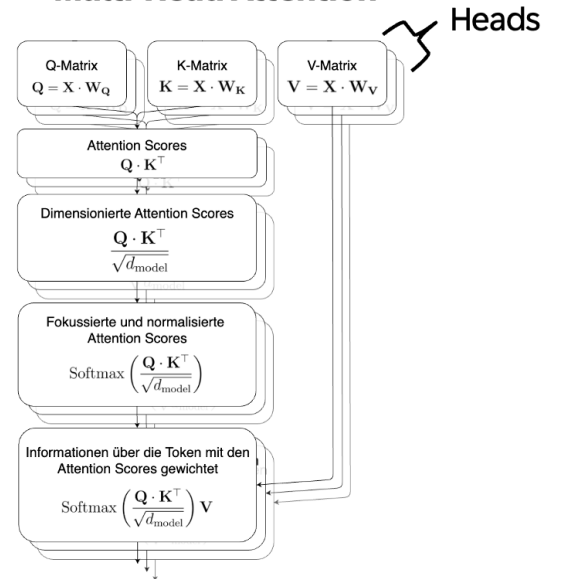 Multi-Head Attention
Heads
Q-Matrix
Q = X · W_Q
K-Matrix
K = X · W_K
V-Matrix
V = X · W_V
Attention Scores
Q · K^⊤
Dimensionierte Attention Scores
Q · K^⊤
√d_model
Fokussierte und normalisierte
Attention Scores
Softmax (Q · K^⊤ / √d_model)
Informationen über die Token mit den
Attention Scores gewichtet
Softmax (Q · K^⊤ / √d_model) V